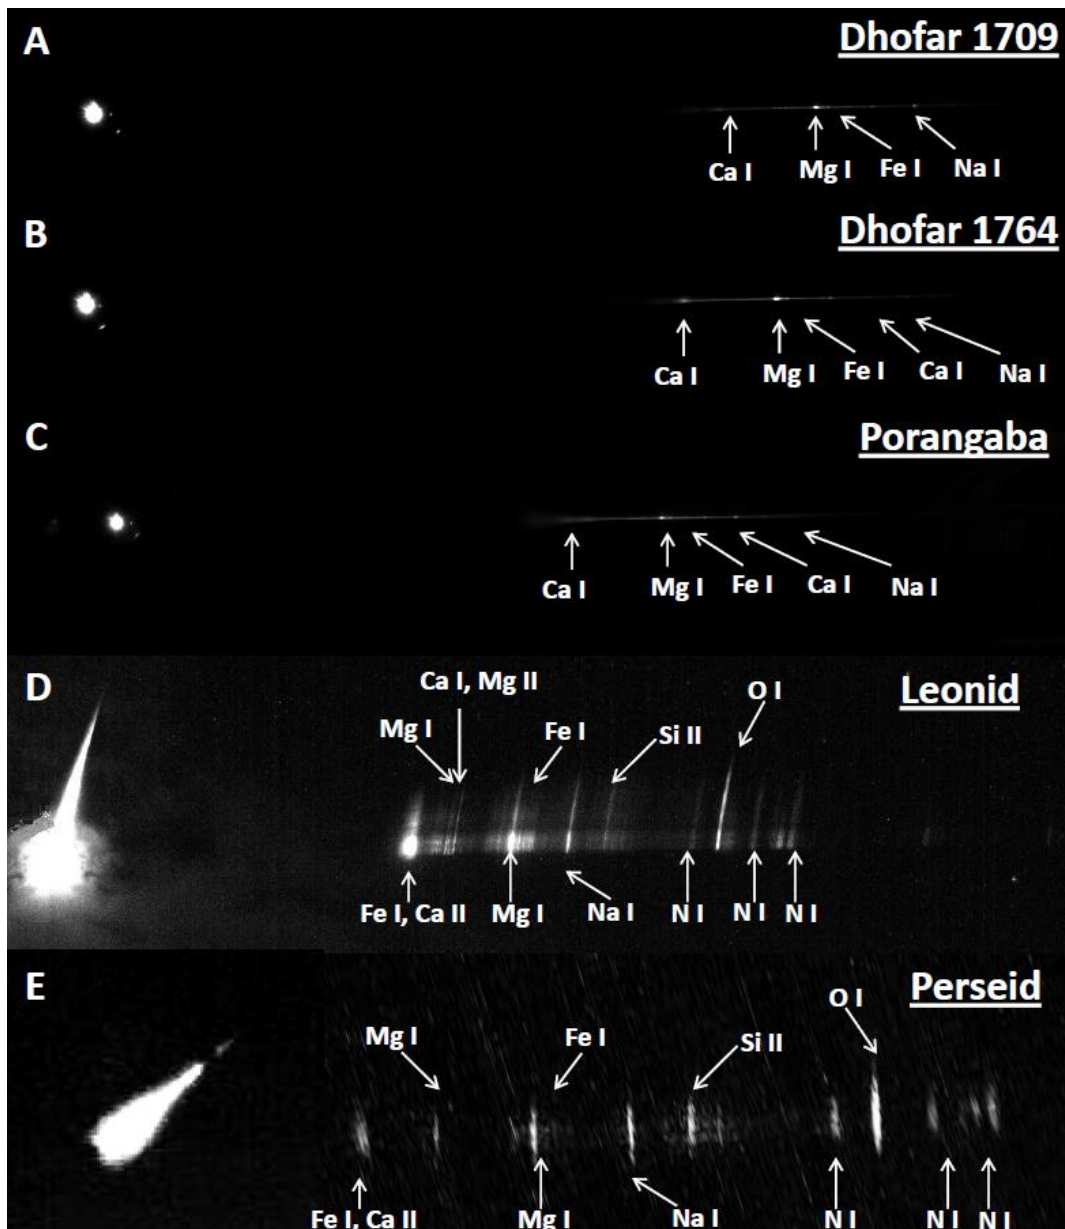 A
Dhofar 1709
Ca I Mg I Fe I Na I
B
Dhofar 1764
Ca I Mg I Fe I Ca I Na I
C
Porangaba
Ca I Mg I Fe I Ca I Na I
D
Leonid
Ca I, Mg II
O I
Mg I Fe I Si II
Fe I, Ca II Mg I Na I N I N I N I
E
Perseid
O I
Mg I Fe I Si II
Fe I, Ca II Mg I Na I N I N I N I